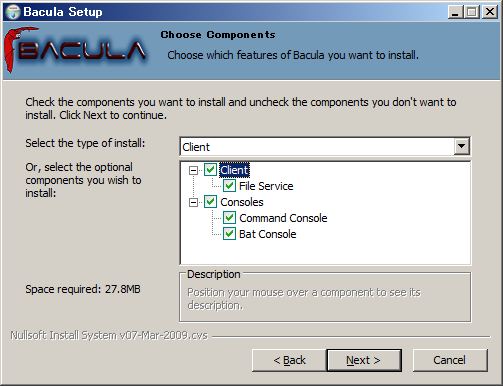 Bacula Setup
BACULA
Choose Components
Choose which features of Bacula you want to install.
Check the components you want to install and uncheck the components you don't want to
install. Click Next to continue.
Select the type of install:
Client
Or, select the optional
components you wish to
install:
Client
File Service
Consoles
Command Console
Bat Console
Space required: 27.8MB
Description
Position your mouse over a component to see its
description.
Nullsoft Install System v07-Mar-2009.cvs
< Back
Next >
Cancel